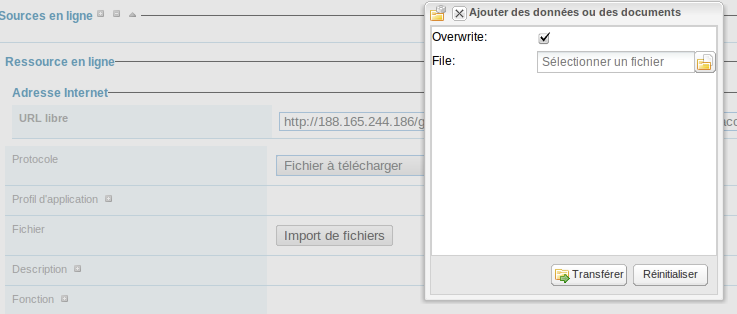 Sources en ligne
Ressource en ligne
Adresse Internet
URL libre
http://188.165.244.186/g
Protocole
Fichier à télécharger
Profil d'application
Fichier
Import de fichiers
Description
Fonction
Ajouter des données ou des documents
Overwrite:
File:
Sélectionner un fichier
Transférer
Réinitialiser